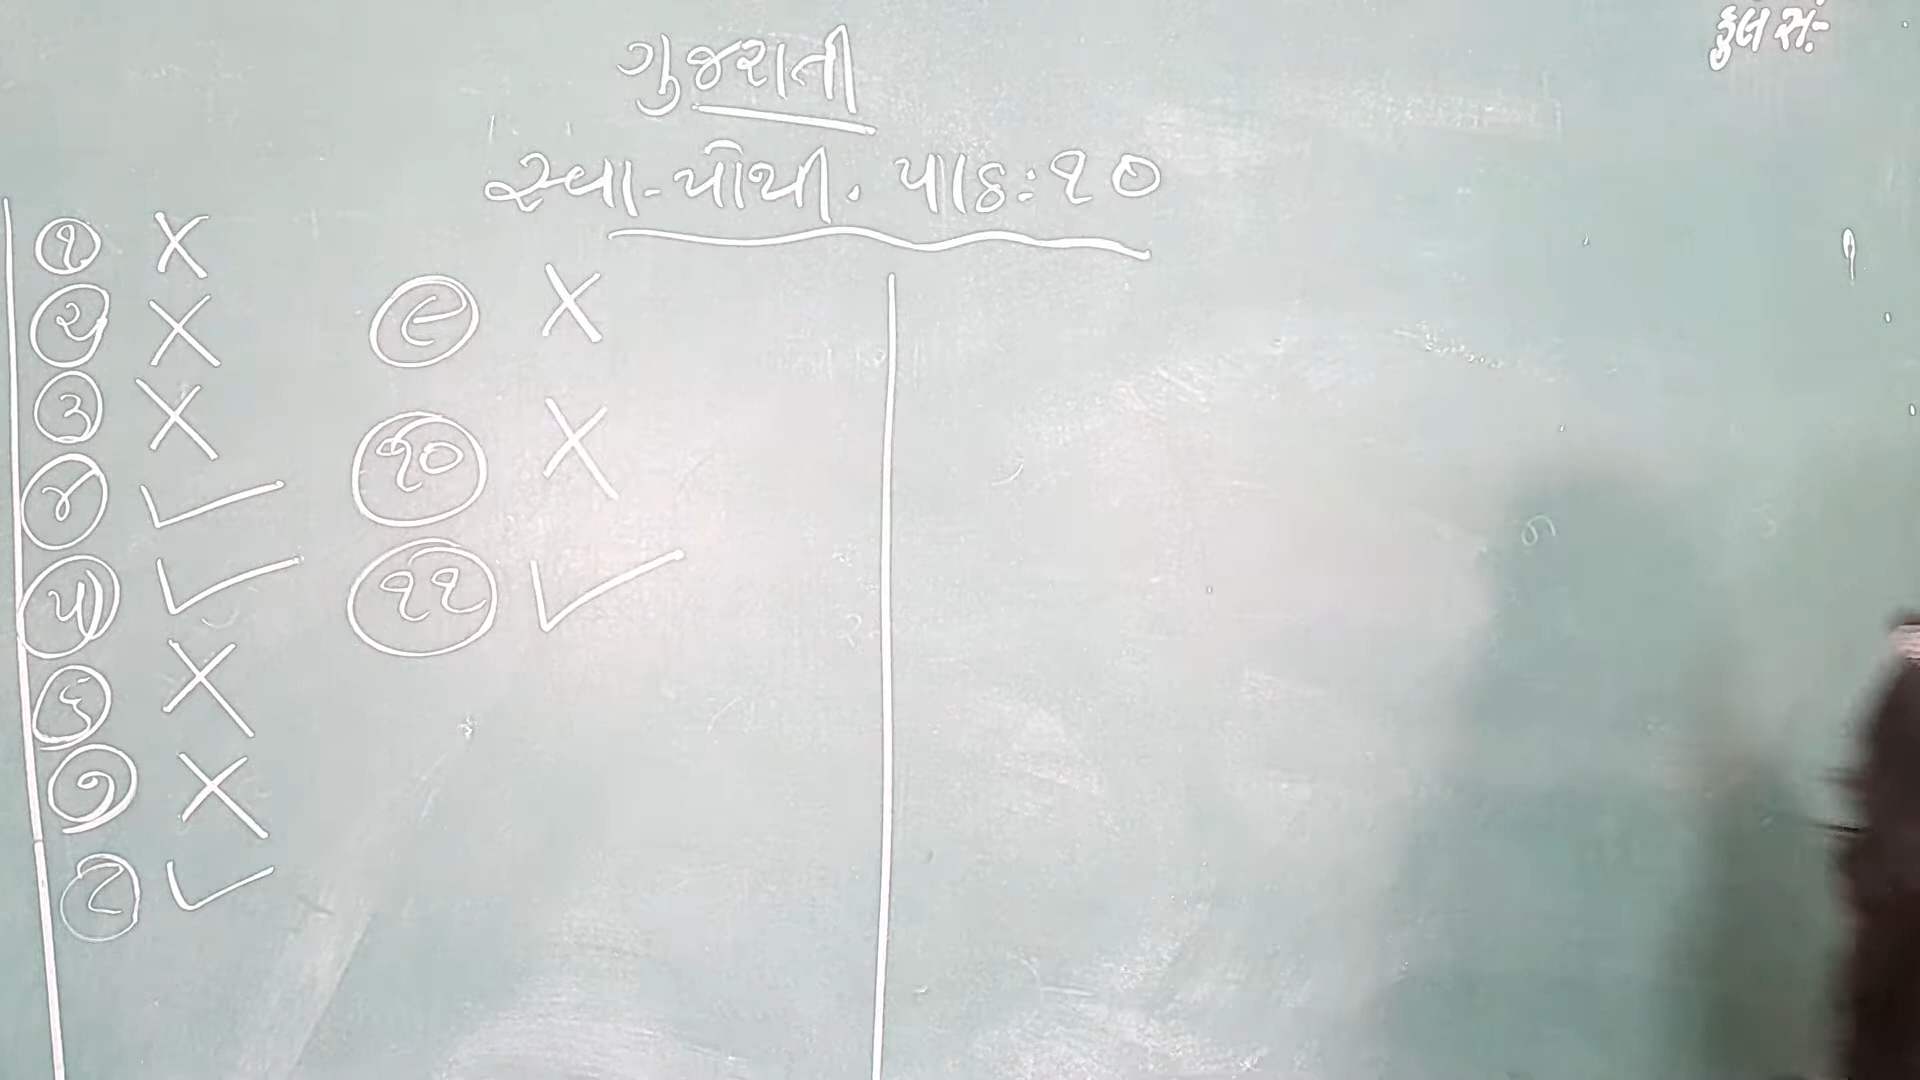 કુલ સં:-
ગુજરાતી
સ્વા-પોથી. પાઠ:૧૦
૧ X
૨ X
૩ X
૪ ✓
૫ ✓
૬ X
૭ X
૮ ✓
૯ X
૧૦ X
૧૧ ✓